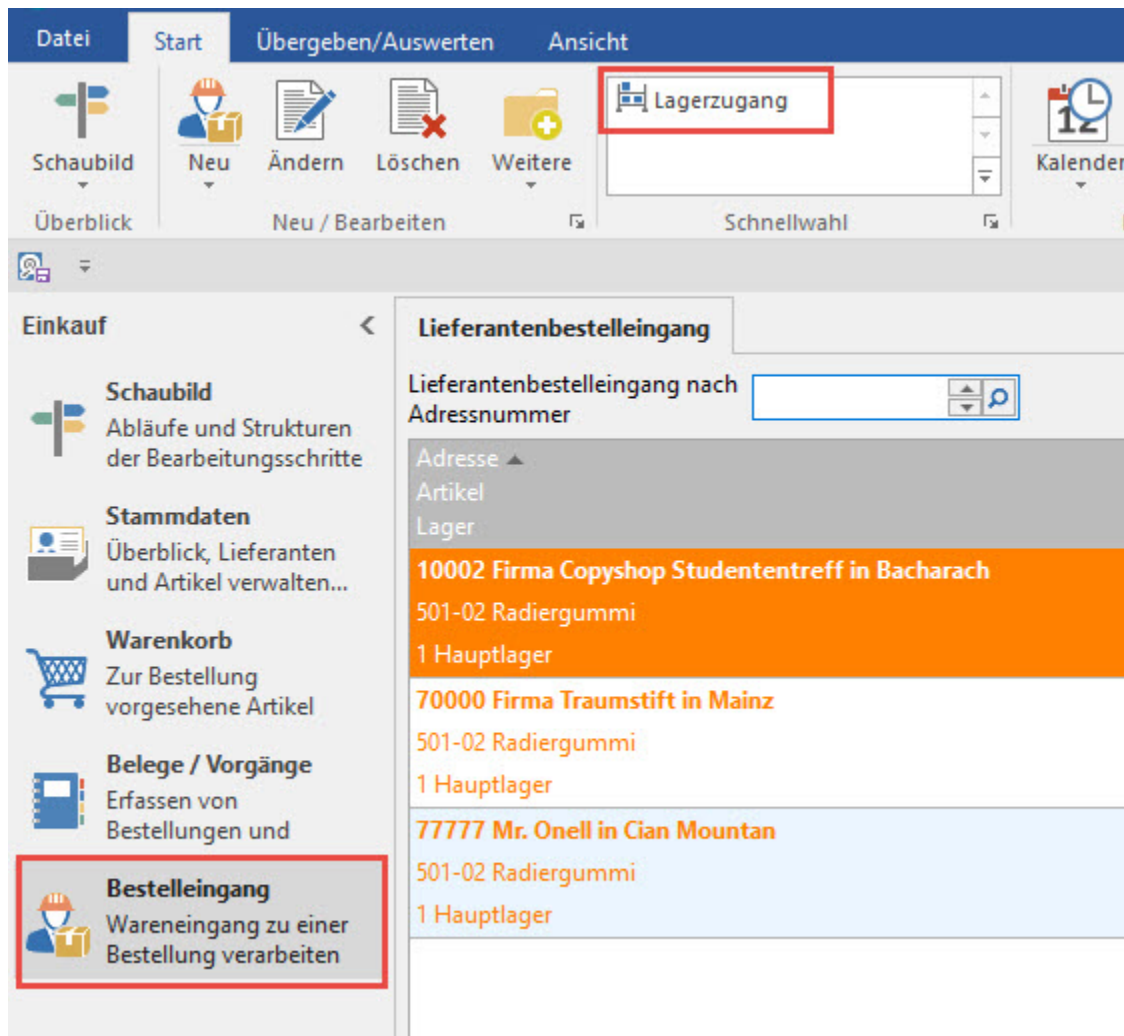 Datei Start Übergeben/Auswerten Ansicht
Lagerzugang
12
Schaubild Neu Ändern Löschen Weitere Kalender
Überblick Neu / Bearbeiten Schnellwahl
Einkauf
Schaubild
Abläufe und Strukturen
der Bearbeitungsschritte
Stammdaten
Überblick, Lieferanten
und Artikel verwalten...
Warenkorb
Zur Bestellung
vorgesehene Artikel
Belege / Vorgänge
Erfassen von
Bestellungen und
Bestelleingang
Wareneingang zu einer
Bestellung verarbeiten
Lieferantenbestelleingang
Lieferantenbestelleingang nach
Adressnummer
Adresse
Artikel
Lager
10002 Firma Copyshop Studententreff in Bacharach
501-02 Radiergummi
1 Hauptlager
70000 Firma Traumstift in Mainz
501-02 Radiergummi
1 Hauptlager
77777 Mr. Onell in Cian Mountan
501-02 Radiergummi
1 Hauptlager